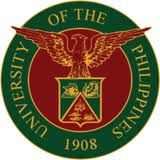 UNIVERSITY OF THE PHILIPPINES
1908